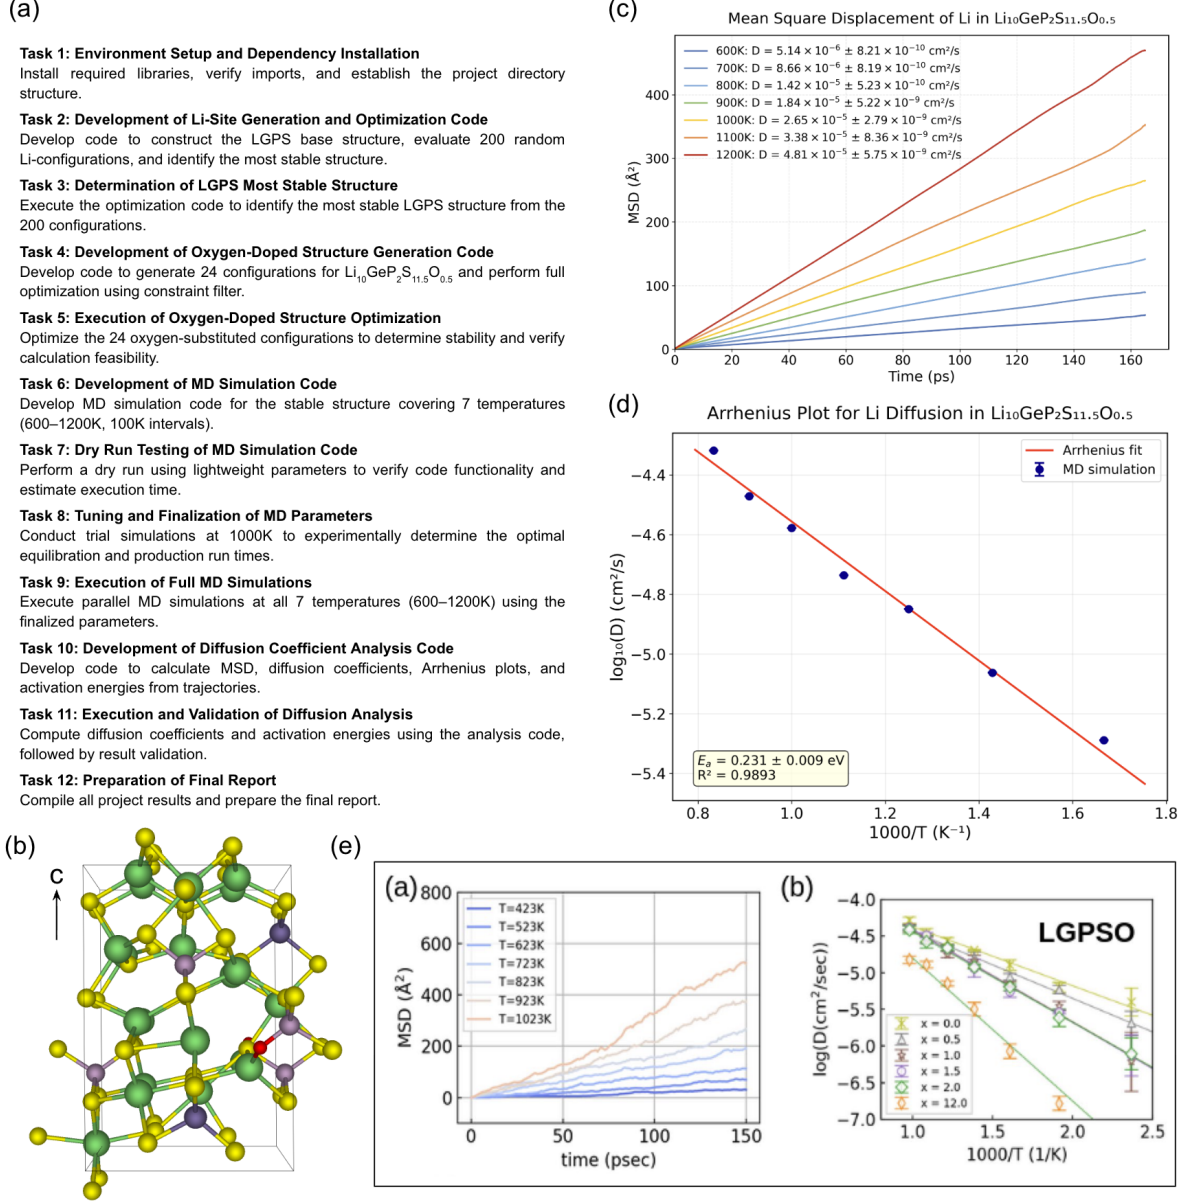 (a)
Task 1: Environment Setup and Dependency Installation
Install required libraries, verify imports, and establish the project directory
structure.
Task 2: Development of Li-Site Generation and Optimization Code
Develop code to construct the LGPS base structure, evaluate 200 random
Li-configurations, and identify the most stable structure.
Task 3: Determination of LGPS Most Stable Structure
Execute the optimization code to identify the most stable LGPS structure from the
200 configurations.
Task 4: Development of Oxygen-Doped Structure Generation Code
Develop code to generate 24 configurations for Li₁₀GeP₂S₁₁.₅O₀.₅ and perform full
optimization using constraint filter.
Task 5: Execution of Oxygen-Doped Structure Optimization
Optimize the 24 oxygen-substituted configurations to determine stability and verify
calculation feasibility.
Task 6: Development of MD Simulation Code
Develop MD simulation code for the stable structure covering 7 temperatures
(600–1200K, 100K intervals).
Task 7: Dry Run Testing of MD Simulation Code
Perform a dry run using lightweight parameters to verify code functionality and
estimate execution time.
Task 8: Tuning and Finalization of MD Parameters
Conduct trial simulations at 1000K to experimentally determine the optimal
equilibration and production run times.
Task 9: Execution of Full MD Simulations
Execute parallel MD simulations at all 7 temperatures (600–1200K) using the
finalized parameters.
Task 10: Development of Diffusion Coefficient Analysis Code
Develop code to calculate MSD, diffusion coefficients, Arrhenius plots, and
activation energies from trajectories.
Task 11: Execution and Validation of Diffusion Analysis
Compute diffusion coefficients and activation energies using the analysis code,
followed by result validation.
Task 12: Preparation of Final Report
Compile all project results and prepare the final report.
(b)
c
(c)
Mean Square Displacement of Li in Li₁₀GeP₂S₁₁.₅O₀.₅
600K: D = 5.14 × 10⁻⁶ ± 8.21 × 10⁻¹⁰ cm²/s
700K: D = 8.66 × 10⁻⁶ ± 8.19 × 10⁻¹⁰ cm²/s
800K: D = 1.42 × 10⁻⁵ ± 5.23 × 10⁻¹⁰ cm²/s
900K: D = 1.84 × 10⁻⁵ ± 5.22 × 10⁻⁹ cm²/s
1000K: D = 2.65 × 10⁻⁵ ± 2.79 × 10⁻⁹ cm²/s
1100K: D = 3.38 × 10⁻⁵ ± 8.36 × 10⁻⁹ cm²/s
1200K: D = 4.81 × 10⁻⁵ ± 5.75 × 10⁻⁹ cm²/s
MSD (Å²)
400
300
200
100
0
0 20 40 60 80 100 120 140 160
Time (ps)
(d)
Arrhenius Plot for Li Diffusion in Li₁₀GeP₂S₁₁.₅O₀.₅
Arrhenius fit
MD simulation
log₁₀(D) (cm²/s)
−4.4
−4.6
−4.8
−5.0
−5.2
−5.4
Eₐ = 0.231 ± 0.009 eV
R² = 0.9893
0.8 1.0 1.2 1.4 1.6 1.8
1000/T (K⁻¹)
(e)
(a)
MSD (Å²)
800
600
400
200
0
T=423K
T=523K
T=623K
T=723K
T=823K
T=923K
T=1023K
0 50 100 150
time (psec)
(b)
LGPSO
log(D(cm²/sec))
−4.0
−4.5
−5.0
−5.5
−6.0
−6.5
−7.0
x = 0.0
x = 0.5
x = 1.0
x = 1.5
x = 2.0
x = 12.0
1.0 1.5 2.0 2.5
1000/T (1/K)